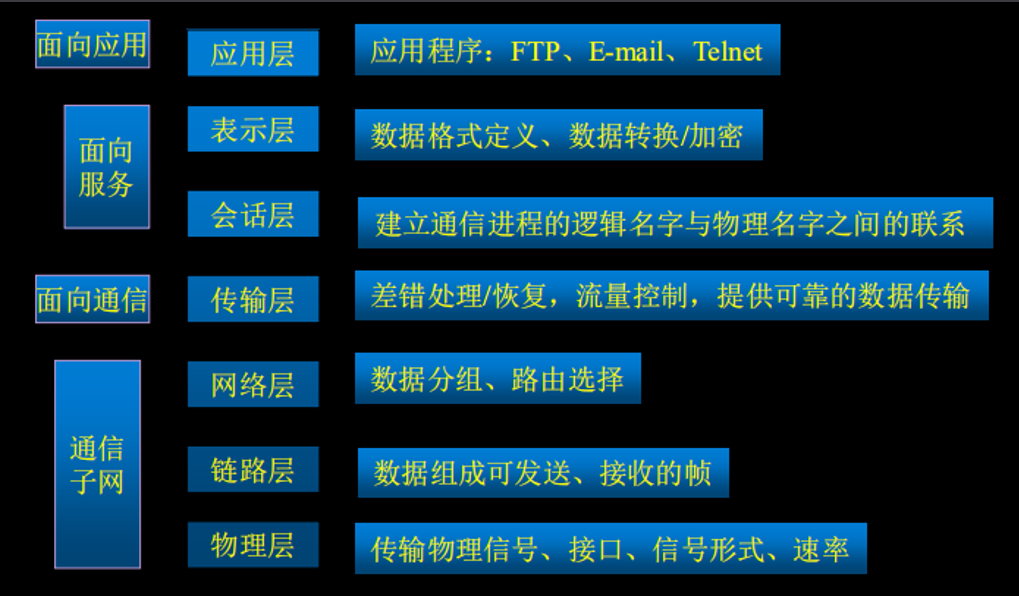 面向应用
应用层
应用程序：FTP、E-mail、Telnet
面向
服务
表示层
数据格式定义、数据转换/加密
会话层
建立通信进程的逻辑名字与物理名字之间的联系
面向通信
传输层
差错处理/恢复，流量控制，提供可靠的数据传输
通信
子网
网络层
数据分组、路由选择
链路层
数据组成可发送、接收的帧
物理层
传输物理信号、接口、信号形式、速率